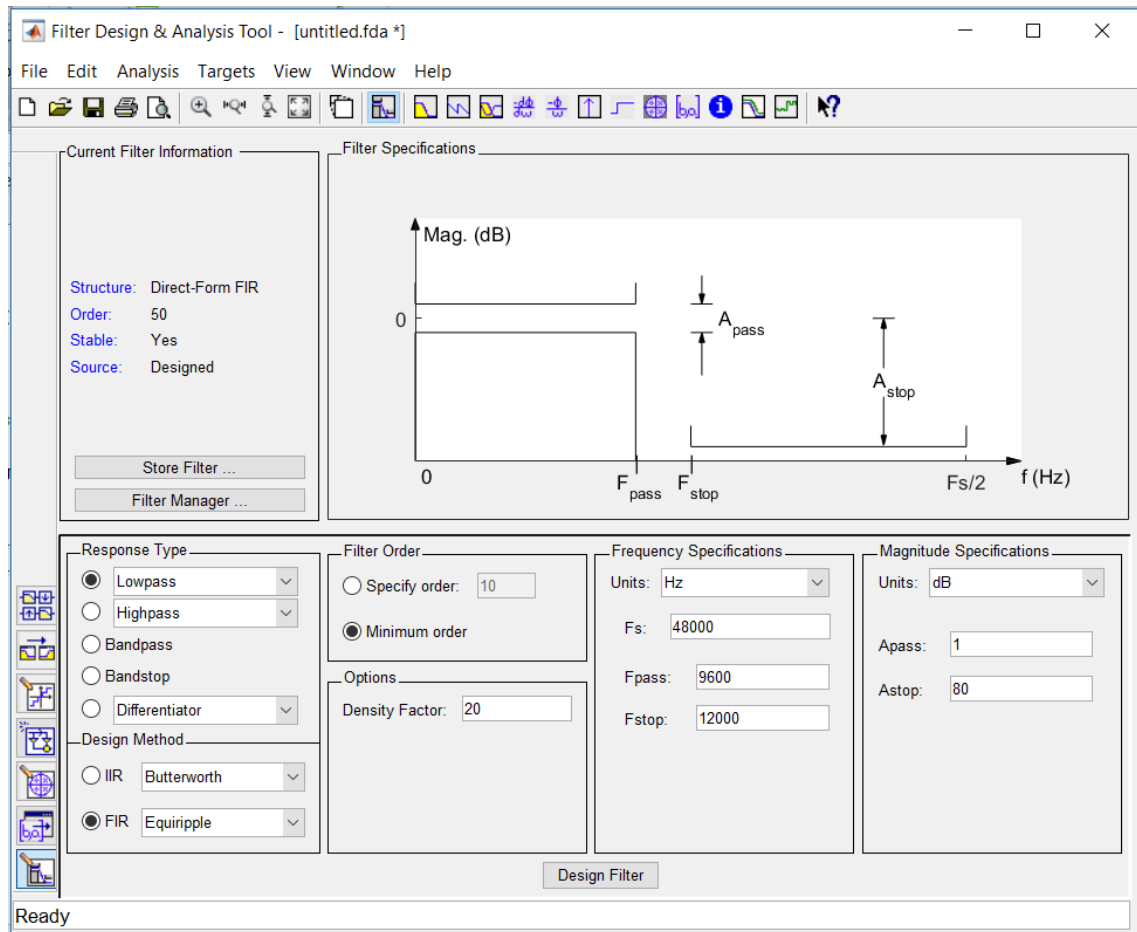 Filter Design & Analysis Tool - [untitled.fda *]
File Edit Analysis Targets View Window Help
Current Filter Information
Structure: Direct-Form FIR
Order: 50
Stable: Yes
Source: Designed
Store Filter ...
Filter Manager ...
Filter Specifications
Mag. (dB)
0
A pass
A stop
0
F pass
F stop
Fs/2
f (Hz)
Response Type
Lowpass
Highpass
Bandpass
Bandstop
Differentiator
Design Method
IIR Butterworth
FIR Equiripple
Filter Order
Specify order: 10
Minimum order
Options
Density Factor: 20
Frequency Specifications
Units: Hz
Fs: 48000
Fpass: 9600
Fstop: 12000
Magnitude Specifications
Units: dB
Apass: 1
Astop: 80
Design Filter
Ready